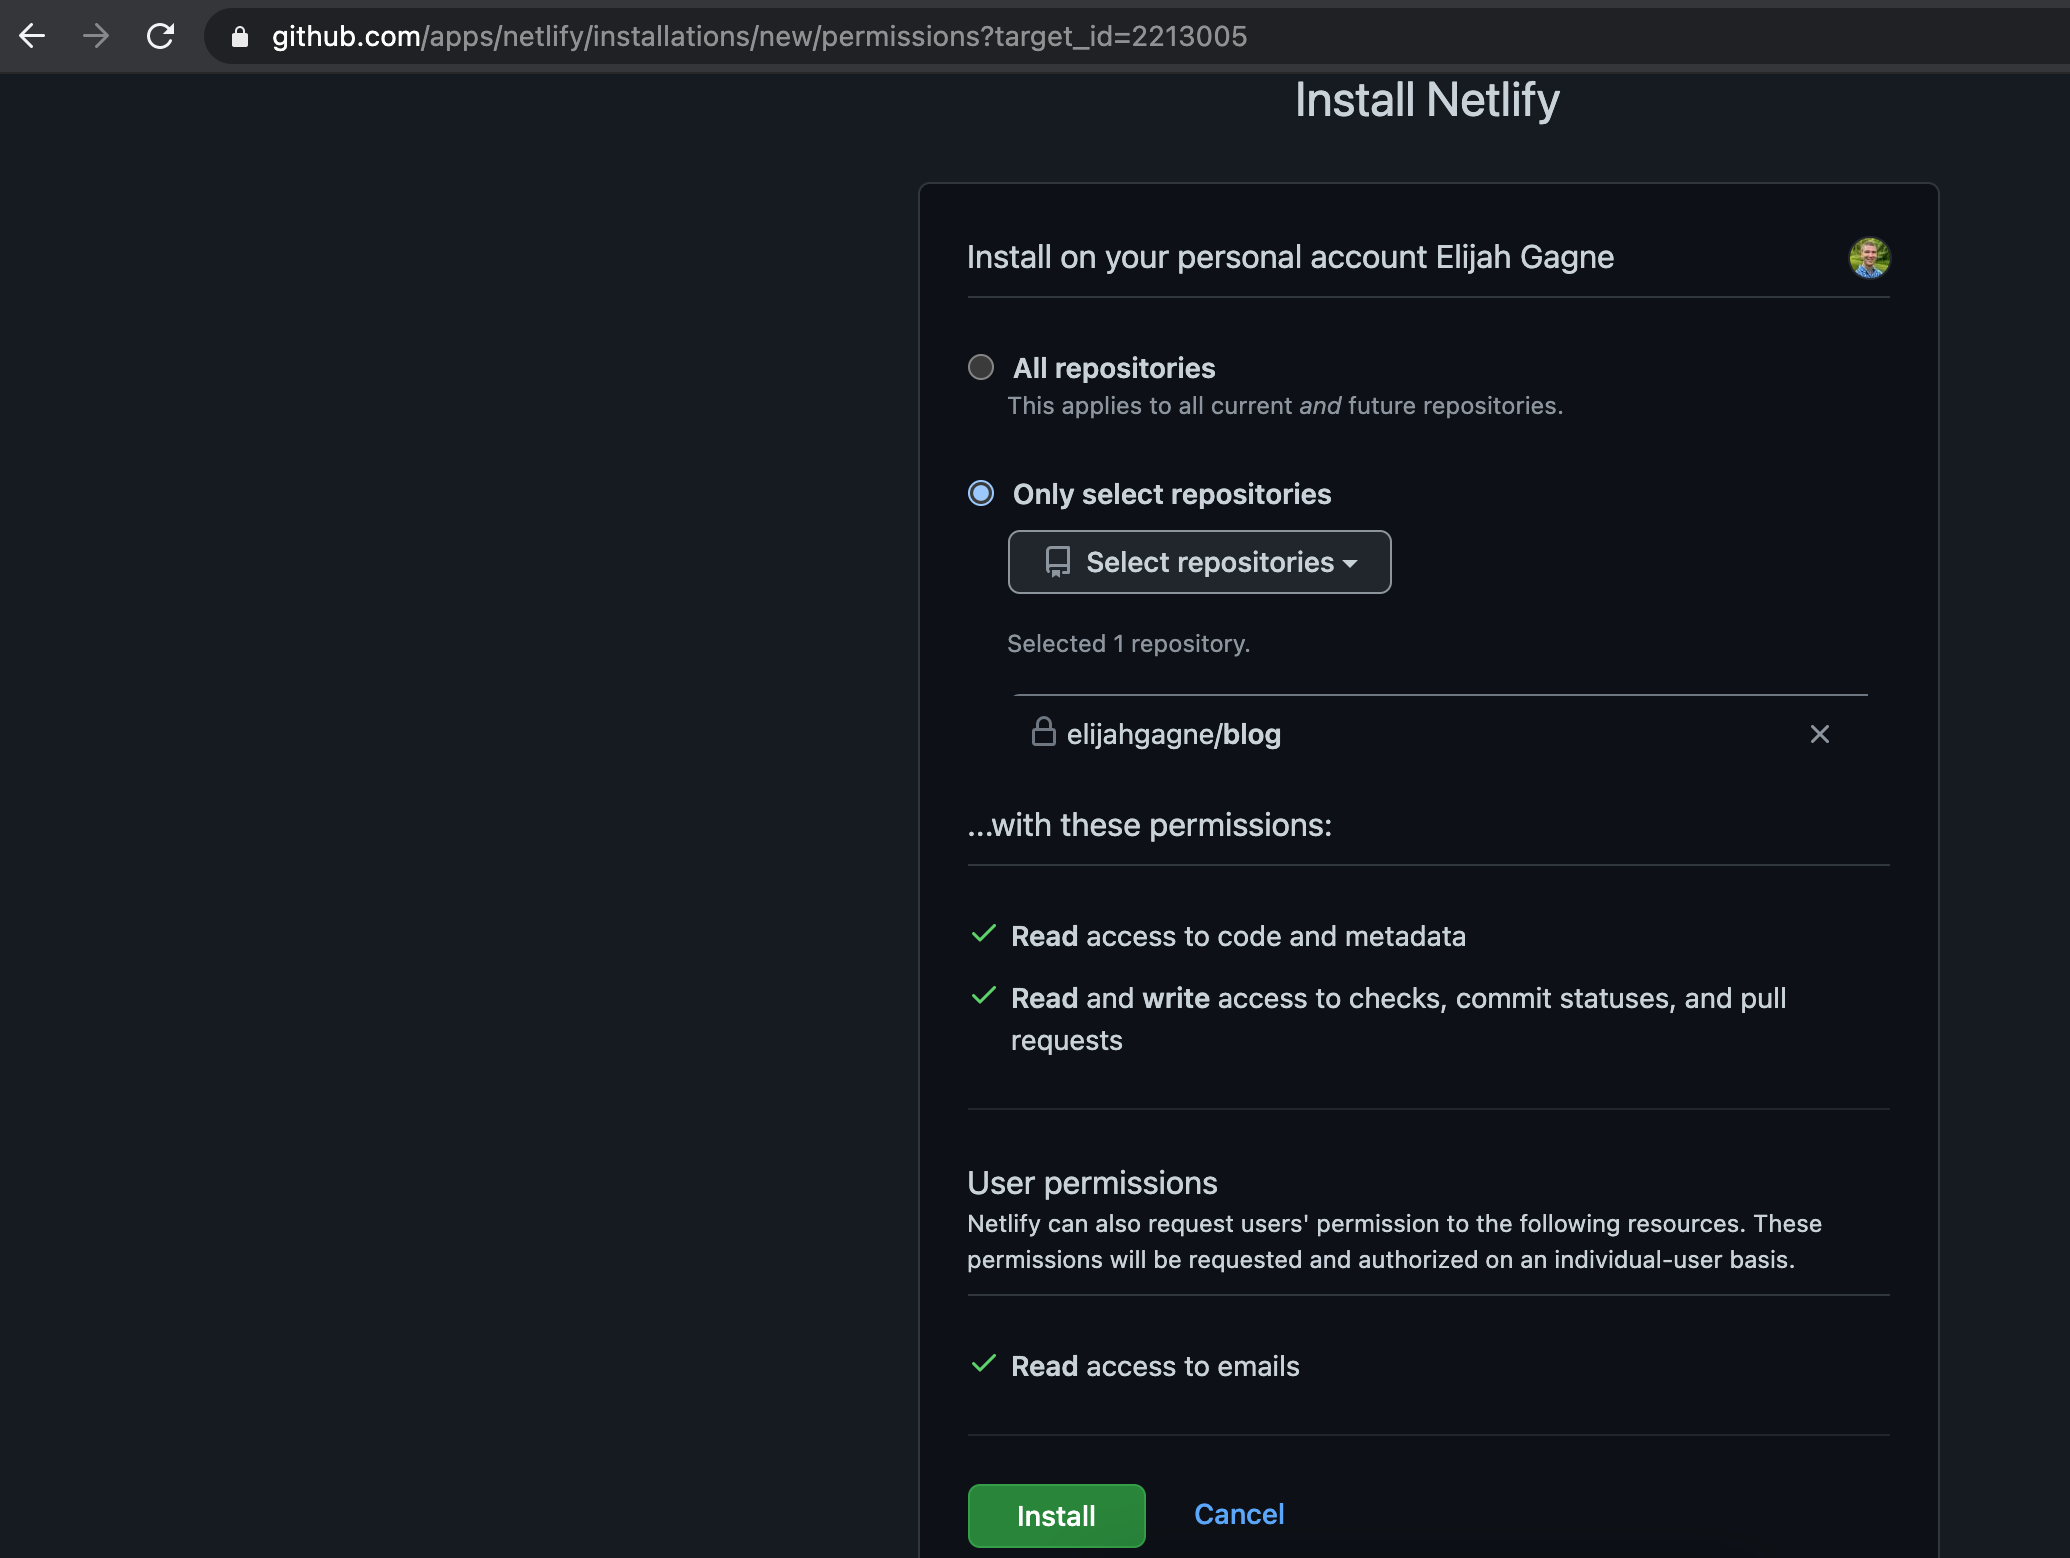 github.com/apps/netlify/installations/new/permissions?target_id=2213005
Install Netlify
Install on your personal account Elijah Gagne
All repositories
This applies to all current and future repositories.
Only select repositories
Select repositories
Selected 1 repository.
elijahgagne/blog
...with these permissions:
Read access to code and metadata
Read and write access to checks, commit statuses, and pull
requests
User permissions
Netlify can also request users' permission to the following resources. These
permissions will be requested and authorized on an individual-user basis.
Read access to emails
Install Cancel